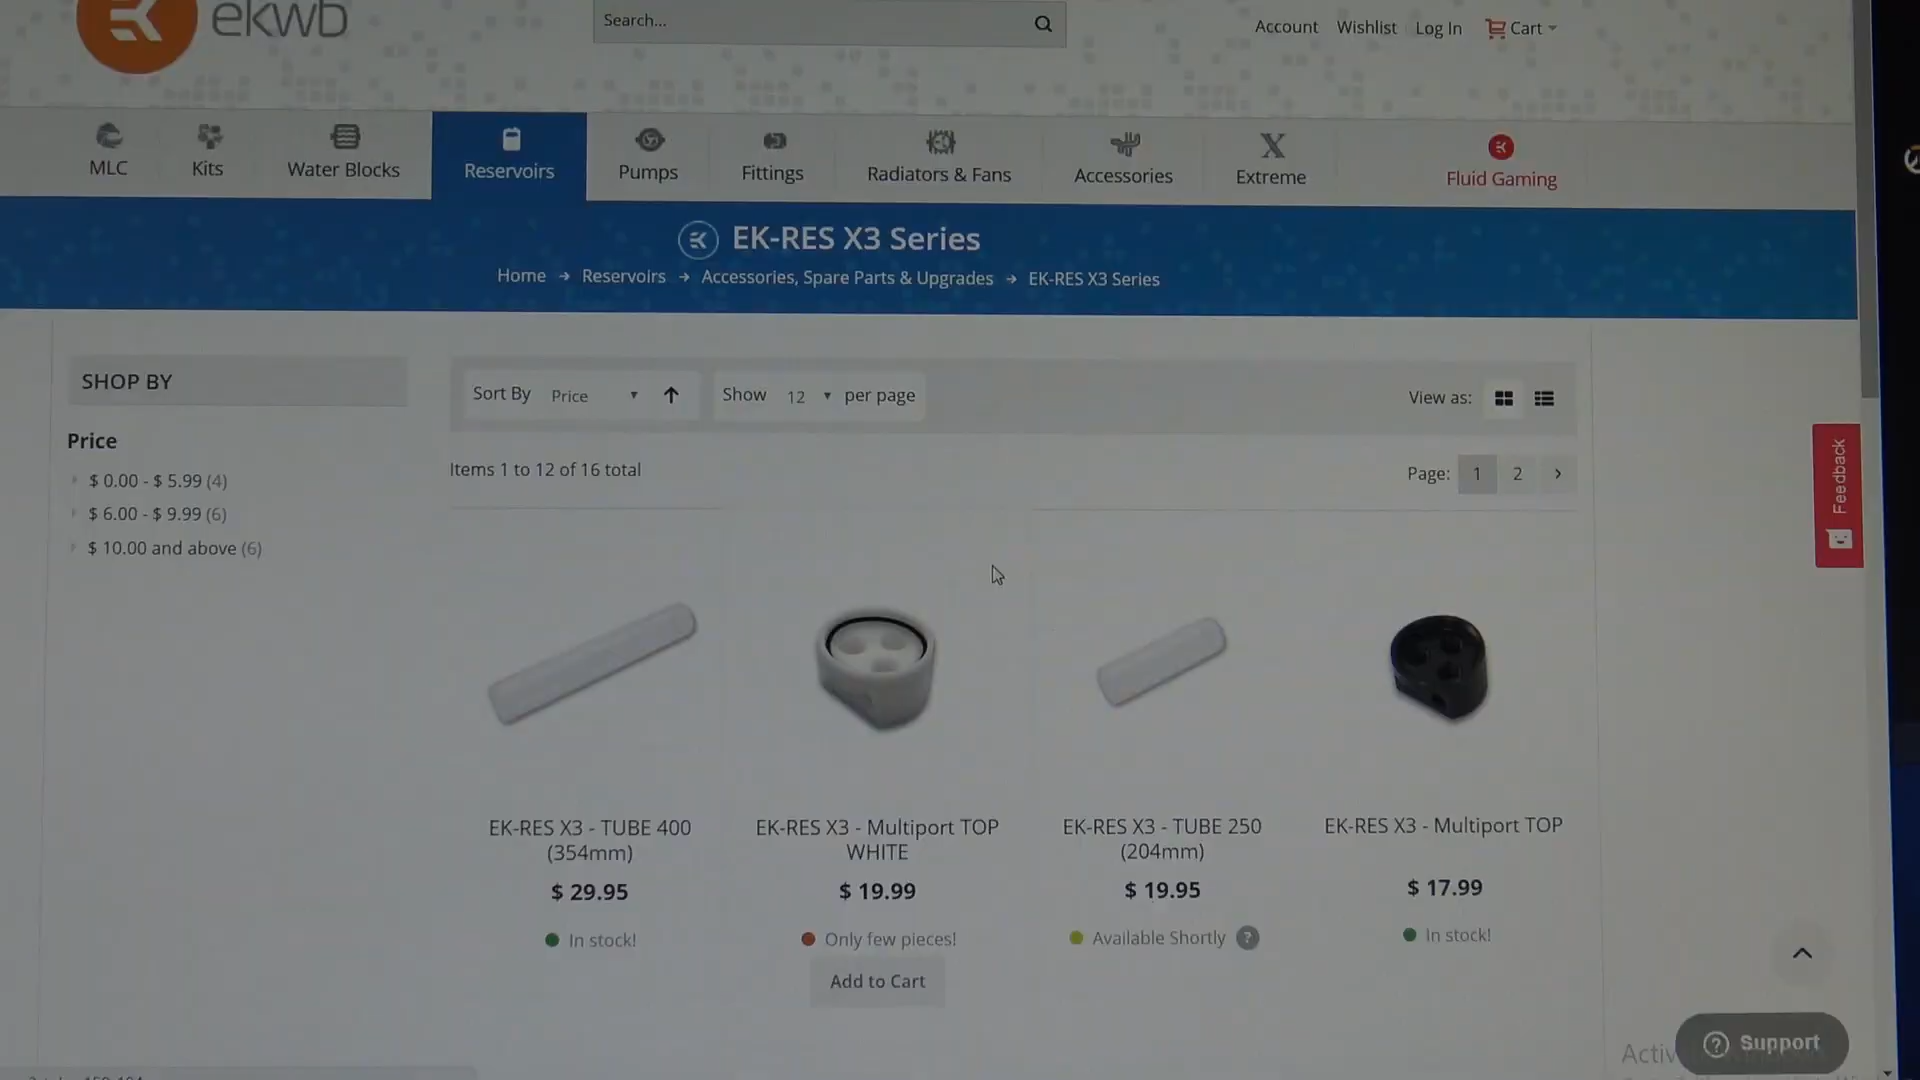 ekwb
Search...
Account Wishlist Log In Cart
MLC
Kits
Water Blocks
Reservoirs
Pumps
Fittings
Radiators & Fans
Accessories
Extreme
Fluid Gaming
EK-RES X3 Series
Home → Reservoirs → Accessories, Spare Parts & Upgrades → EK-RES X3 Series
SHOP BY
Sort By Price
Show 12 per page
View as:
Price
$ 0.00 - $ 5.99 (4)
$ 6.00 - $ 9.99 (6)
$ 10.00 and above (6)
Items 1 to 12 of 16 total
Page: 1 2 >
Feedback
EK-RES X3 - TUBE 400
(354mm)
$ 29.95
In stock!
EK-RES X3 - Multiport TOP
WHITE
$ 19.99
Only few pieces!
Add to Cart
EK-RES X3 - TUBE 250
(204mm)
$ 19.95
Available Shortly ?
EK-RES X3 - Multiport TOP
$ 17.99
In stock!
Activ
Support